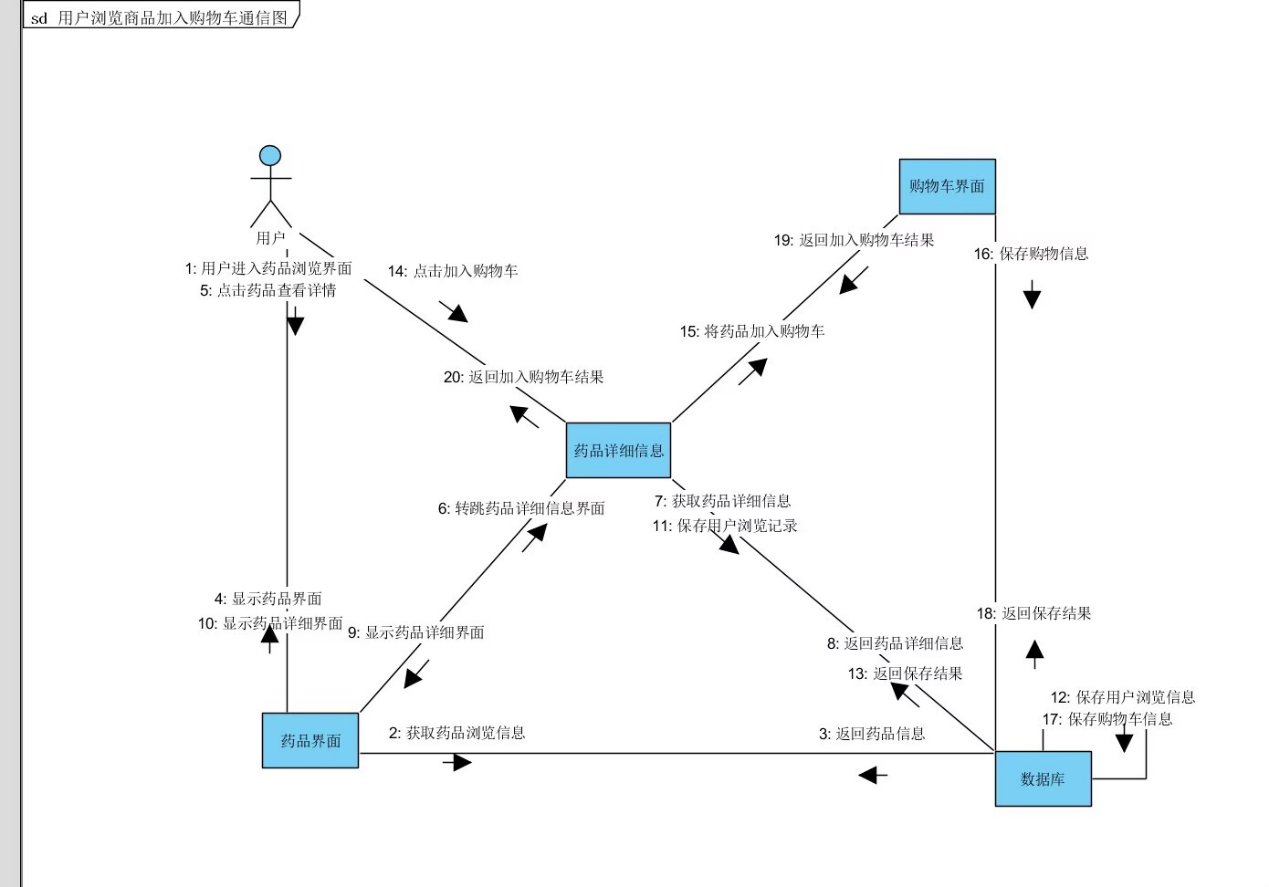 sd 用户浏览商品加入购物车通信图
购物车界面
用户
19: 返回加入购物车结果
16: 保存购物信息
1: 用户进入药品浏览界面
14: 点击加入购物车
5: 点击药品查看详情
15: 将药品加入购物车
20: 返回加入购物车结果
药品详细信息
6: 转跳药品详细信息界面
7: 获取药品详细信息
11: 保存用户浏览记录
4: 显示药品界面
18: 返回保存结果
10: 显示药品详细界面
9: 显示药品详细界面
8: 返回药品详细信息
13: 返回保存结果
12: 保存用户浏览信息
17: 保存购物车信息
2: 获取药品浏览信息
3: 返回药品信息
药品界面
数据库